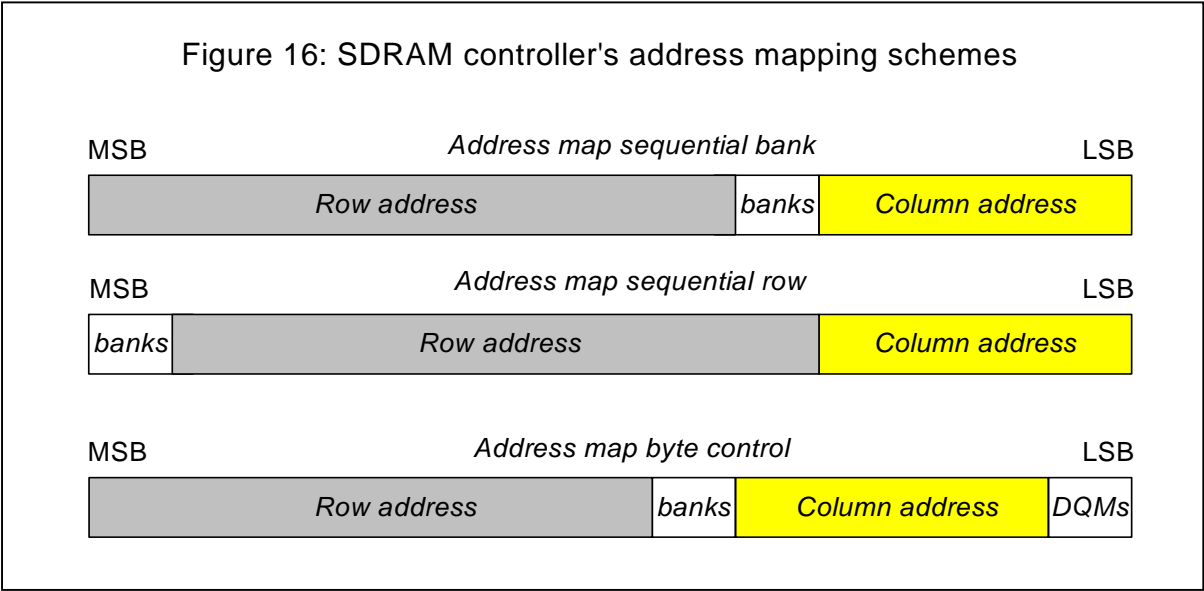 Figure 16: SDRAM controller's address mapping schemes
MSB Address map sequential bank LSB
Row address banks Column address
MSB Address map sequential row LSB
banks Row address Column address
MSB Address map byte control LSB
Row address banks Column address DQMs